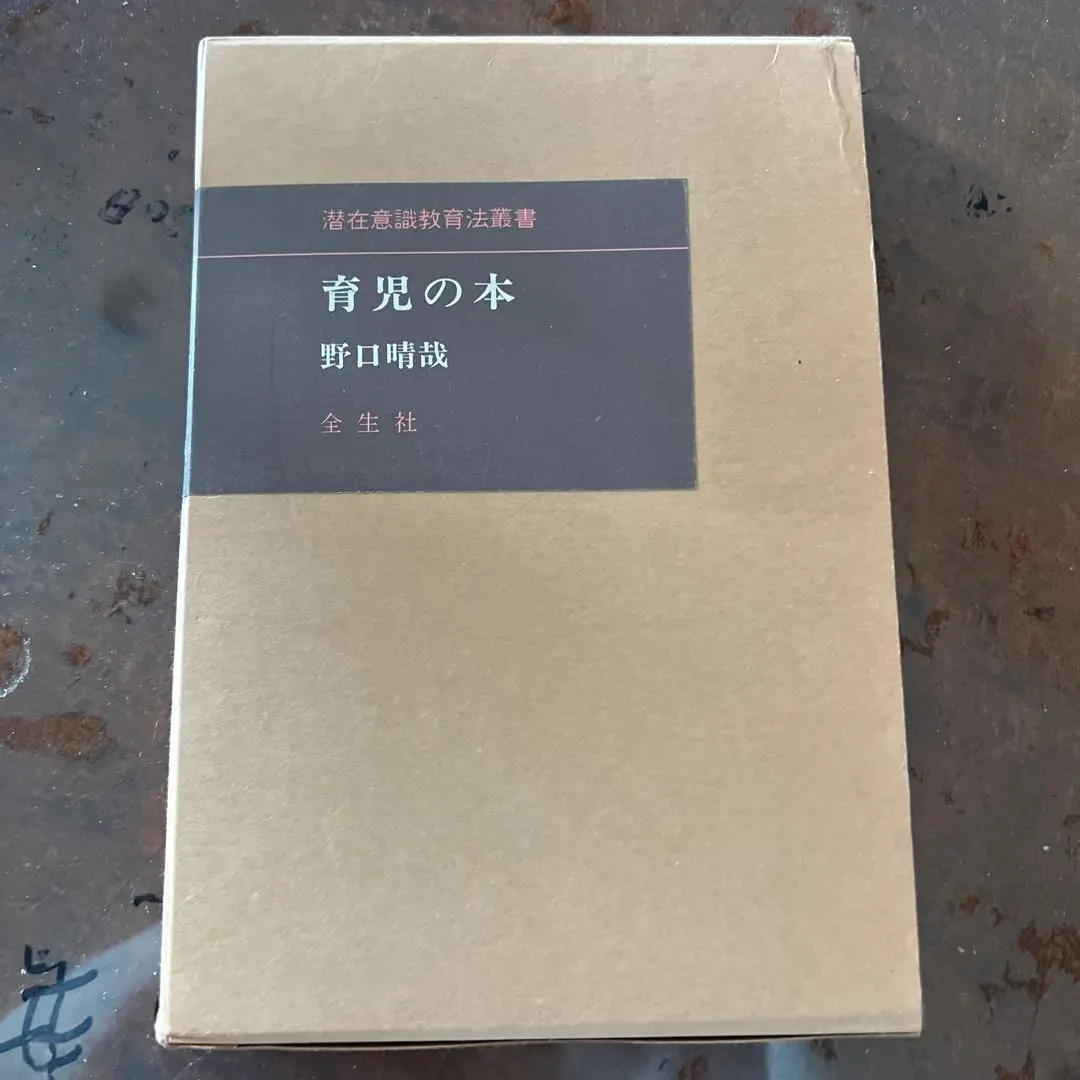 潜在意識教育法叢書
育児の本
野口晴哉
全生社